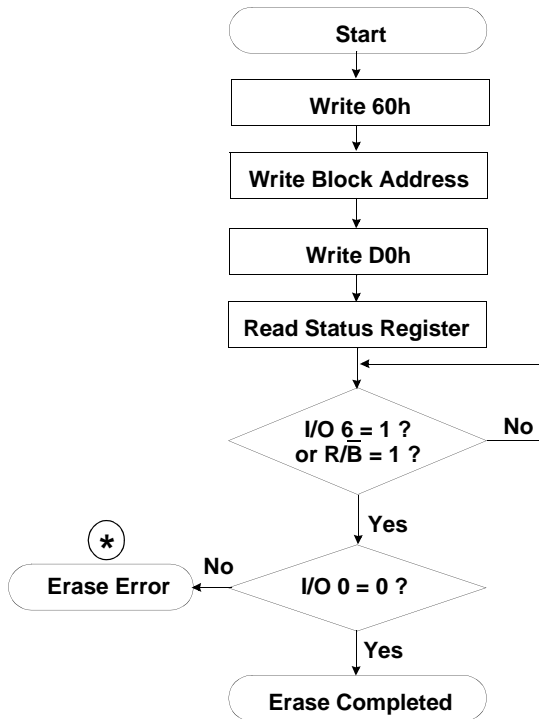 Start
Write 60h
Write Block Address
Write D0h
Read Status Register
I/O 6 = 1 ?
or R/B̅ = 1 ?
No
Yes
*
No
Erase Error
I/O 0 = 0 ?
Yes
Erase Completed